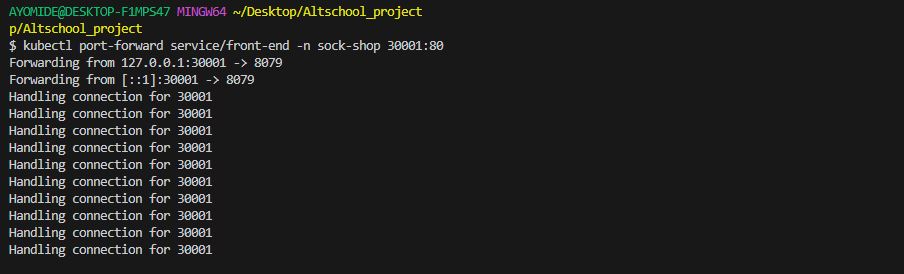 AYOMIDE@DESKTOP-F1MPS47 MINGW64 ~/Desktop/Altschool_project
p/Altschool_project
$ kubectl port-forward service/front-end -n sock-shop 30001:80
Forwarding from 127.0.0.1:30001 -> 8079
Forwarding from [::1]:30001 -> 8079
Handling connection for 30001
Handling connection for 30001
Handling connection for 30001
Handling connection for 30001
Handling connection for 30001
Handling connection for 30001
Handling connection for 30001
Handling connection for 30001
Handling connection for 30001
Handling connection for 30001